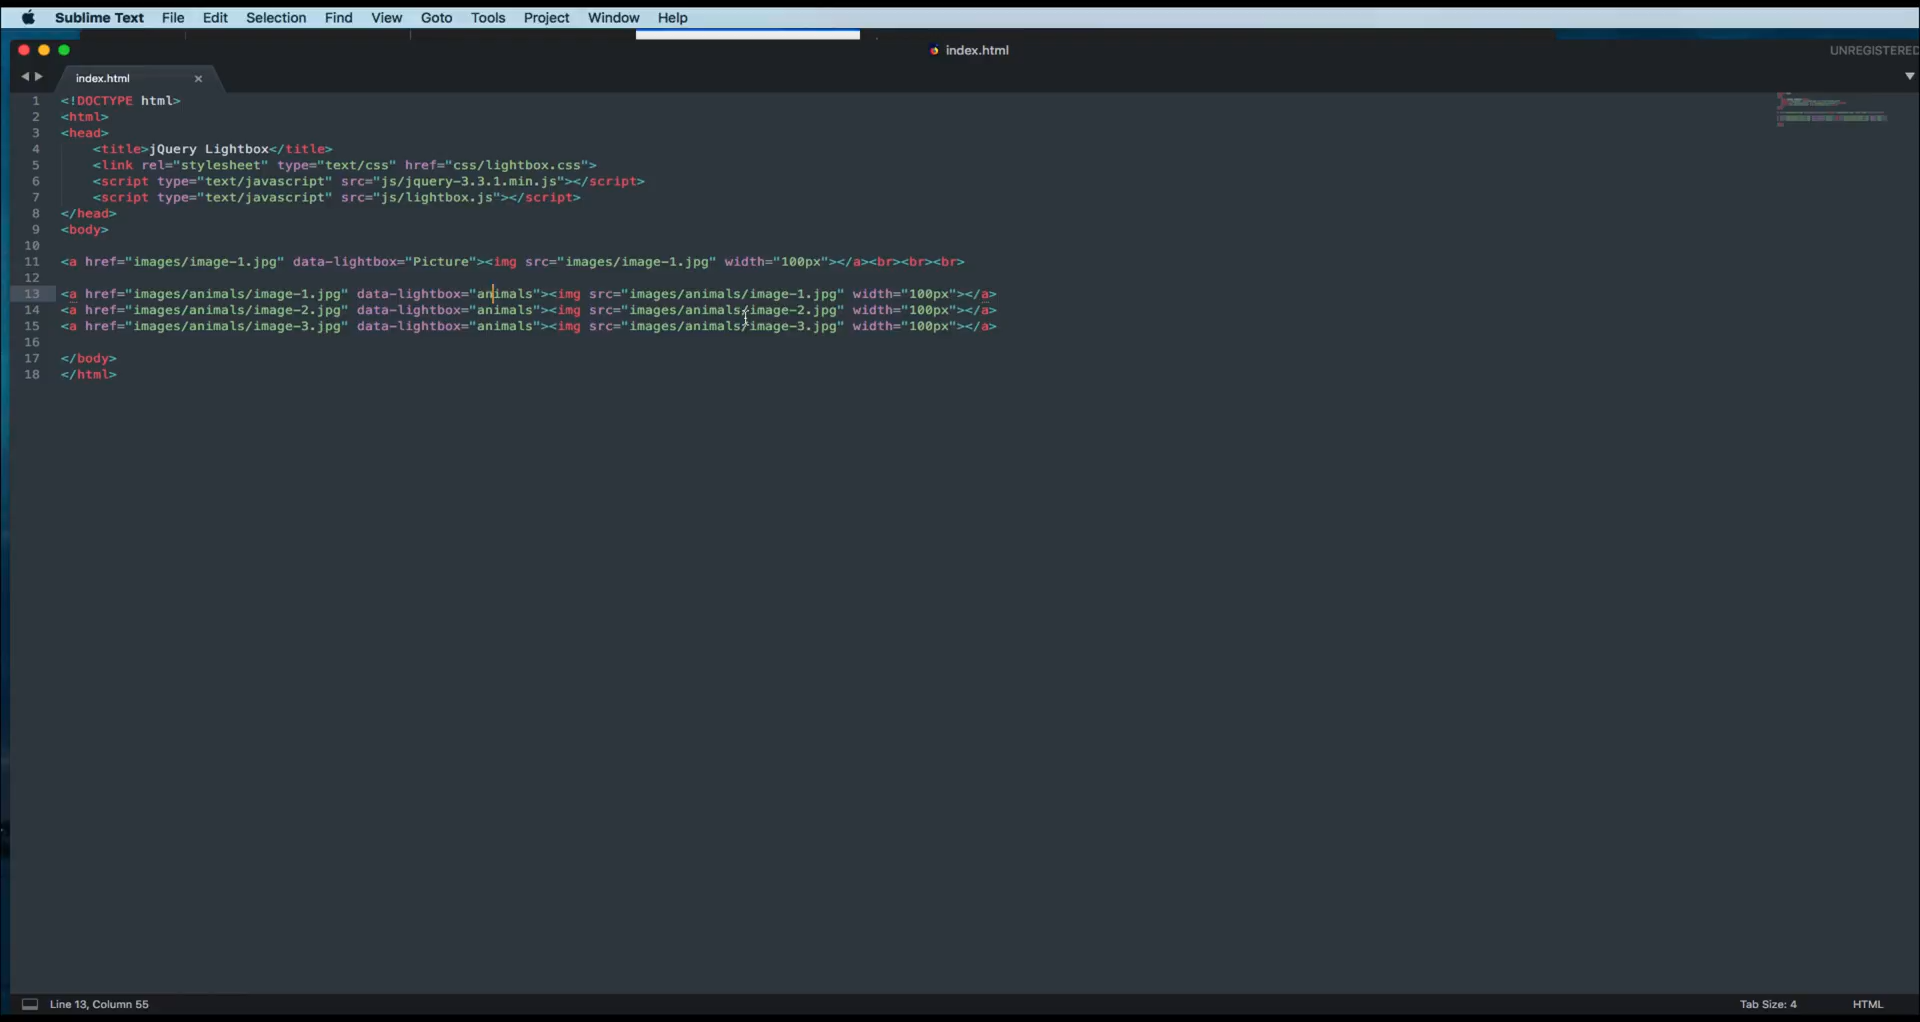 Sublime Text File Edit Selection Find View Goto Tools Project Window Help
index.html
UNREGISTERED
index.html
1 <!DOCTYPE html>
2 <html>
3 <head>
4 <title>jQuery Lightbox</title>
5 <link rel="stylesheet" type="text/css" href="css/lightbox.css">
6 <script type="text/javascript" src="js/jquery-3.3.1.min.js"></script>
7 <script type="text/javascript" src="js/lightbox.js"></script>
8 </head>
9 <body>
10
11 <a href="images/image-1.jpg" data-lightbox="Picture"><img src="images/image-1.jpg" width="100px"></a><br><br><br>
12
13 <a href="images/animals/image-1.jpg" data-lightbox="animals"><img src="images/animals/image-1.jpg" width="100px"></a>
14 <a href="images/animals/image-2.jpg" data-lightbox="animals"><img src="images/animals/image-2.jpg" width="100px"></a>
15 <a href="images/animals/image-3.jpg" data-lightbox="animals"><img src="images/animals/image-3.jpg" width="100px"></a>
16
17 </body>
18 </html>
Line 13, Column 55
Tab Size: 4
HTML